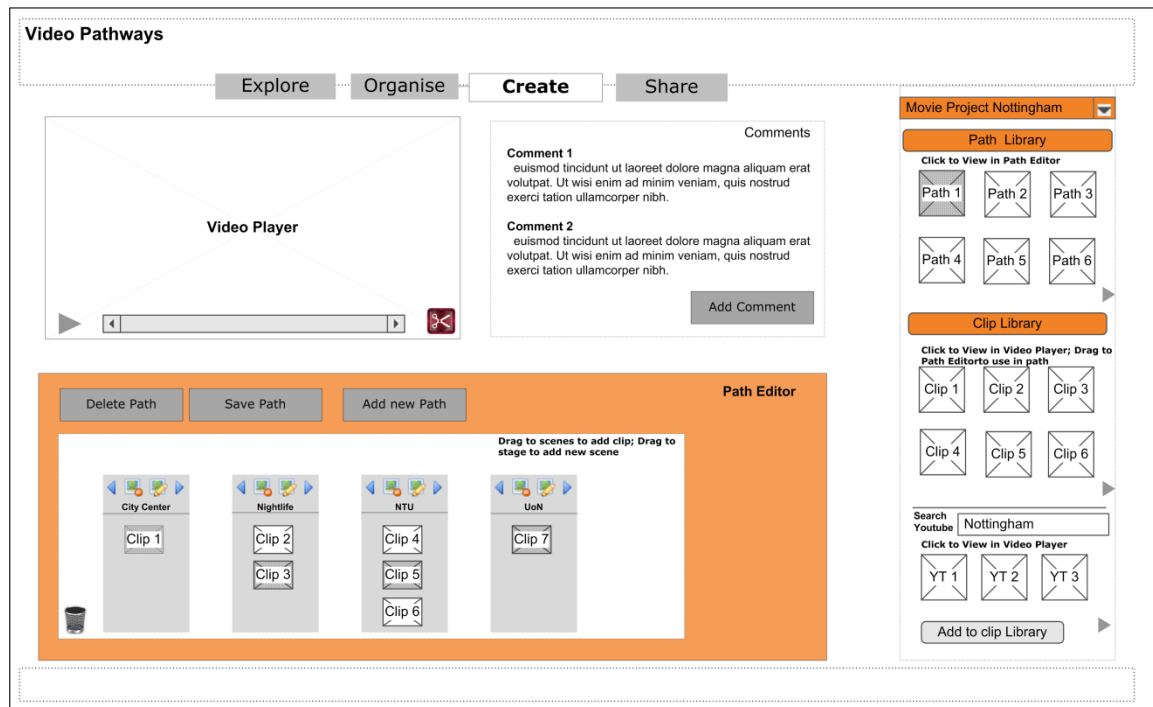 Video Pathways
Explore
Organise
Create
Share
Video Player
Comments
Comment 1
euismod tincidunt ut laoreet dolore magna aliquam erat
volutpat. Ut wisi enim ad minim veniam, quis nostrud
exerci tation ullamcorper nibh.
Comment 2
euismod tincidunt ut laoreet dolore magna aliquam erat
volutpat. Ut wisi enim ad minim veniam, quis nostrud
exerci tation ullamcorper nibh.
Add Comment
Delete Path
Save Path
Add new Path
Path Editor
Drag to scenes to add clip; Drag to
stage to add new scene
City Center
Clip 1
Nightlife
Clip 2
Clip 3
NTU
Clip 4
Clip 5
Clip 6
UoN
Clip 7
Movie Project Nottingham
Path Library
Click to View in Path Editor
Path 1
Path 2
Path 3
Path 4
Path 5
Path 6
Clip Library
Click to View in Video Player; Drag to
Path Editorto use in path
Clip 1
Clip 2
Clip 3
Clip 4
Clip 5
Clip 6
Search
Youtube
Nottingham
Click to View in Video Player
YT 1
YT 2
YT 3
Add to clip Library